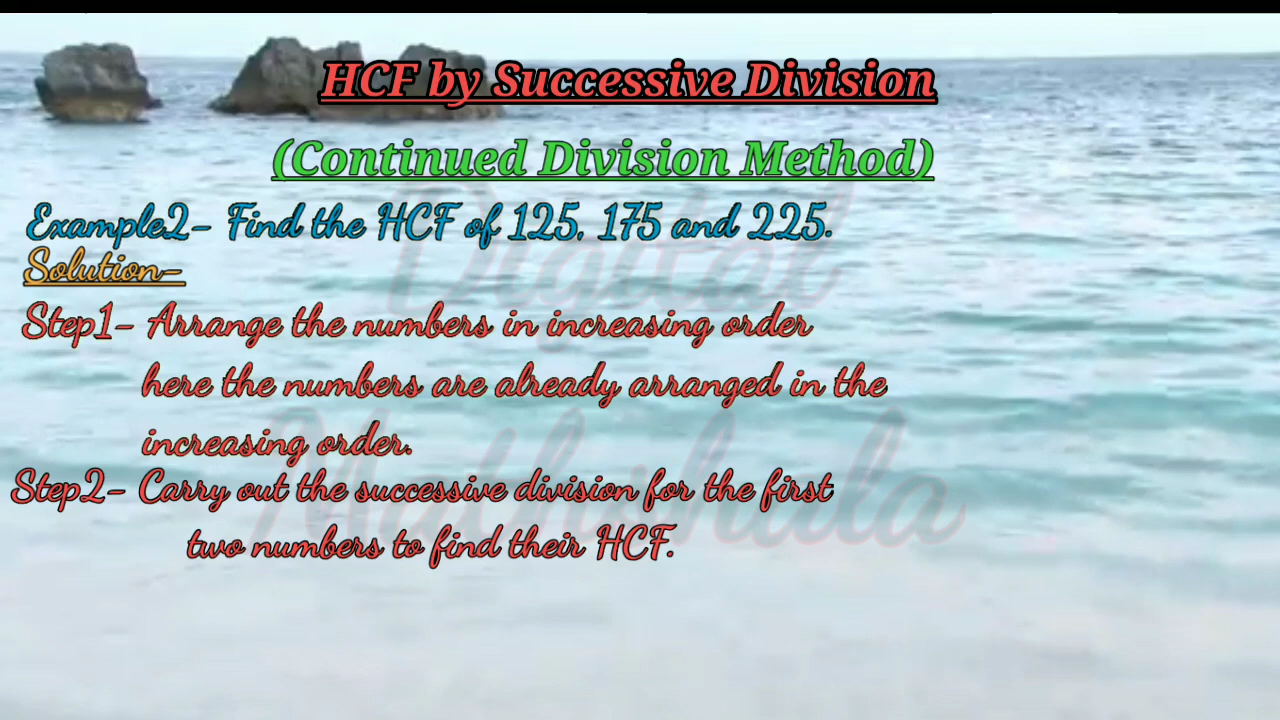 HCF by Successive Division
(Continued Division Method)
Example2- Find the HCF of 125, 175 and 225.
Solution-
Step1- Arrange the numbers in increasing order
here the numbers are already arranged in the
increasing order.
Step2- Carry out the successive division for the first
two numbers to find their HCF.
Digital
Mathshala